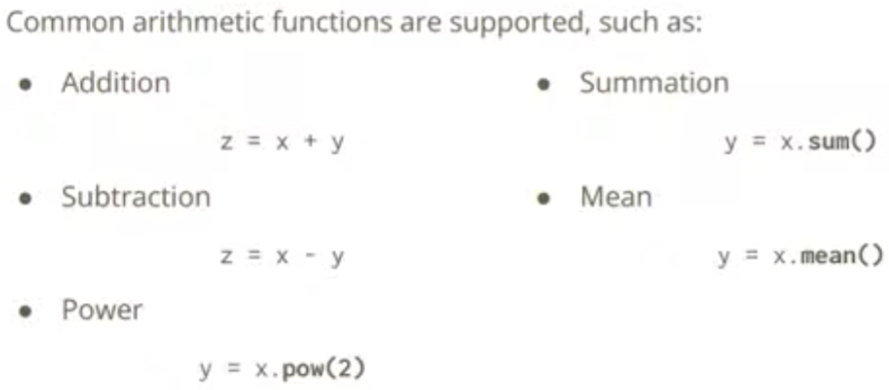 Common arithmetic functions are supported, such as:
● Addition
z = x + y
● Subtraction
z = x - y
● Power
y = x.pow(2)
● Summation
y = x.sum()
● Mean
y = x.mean()